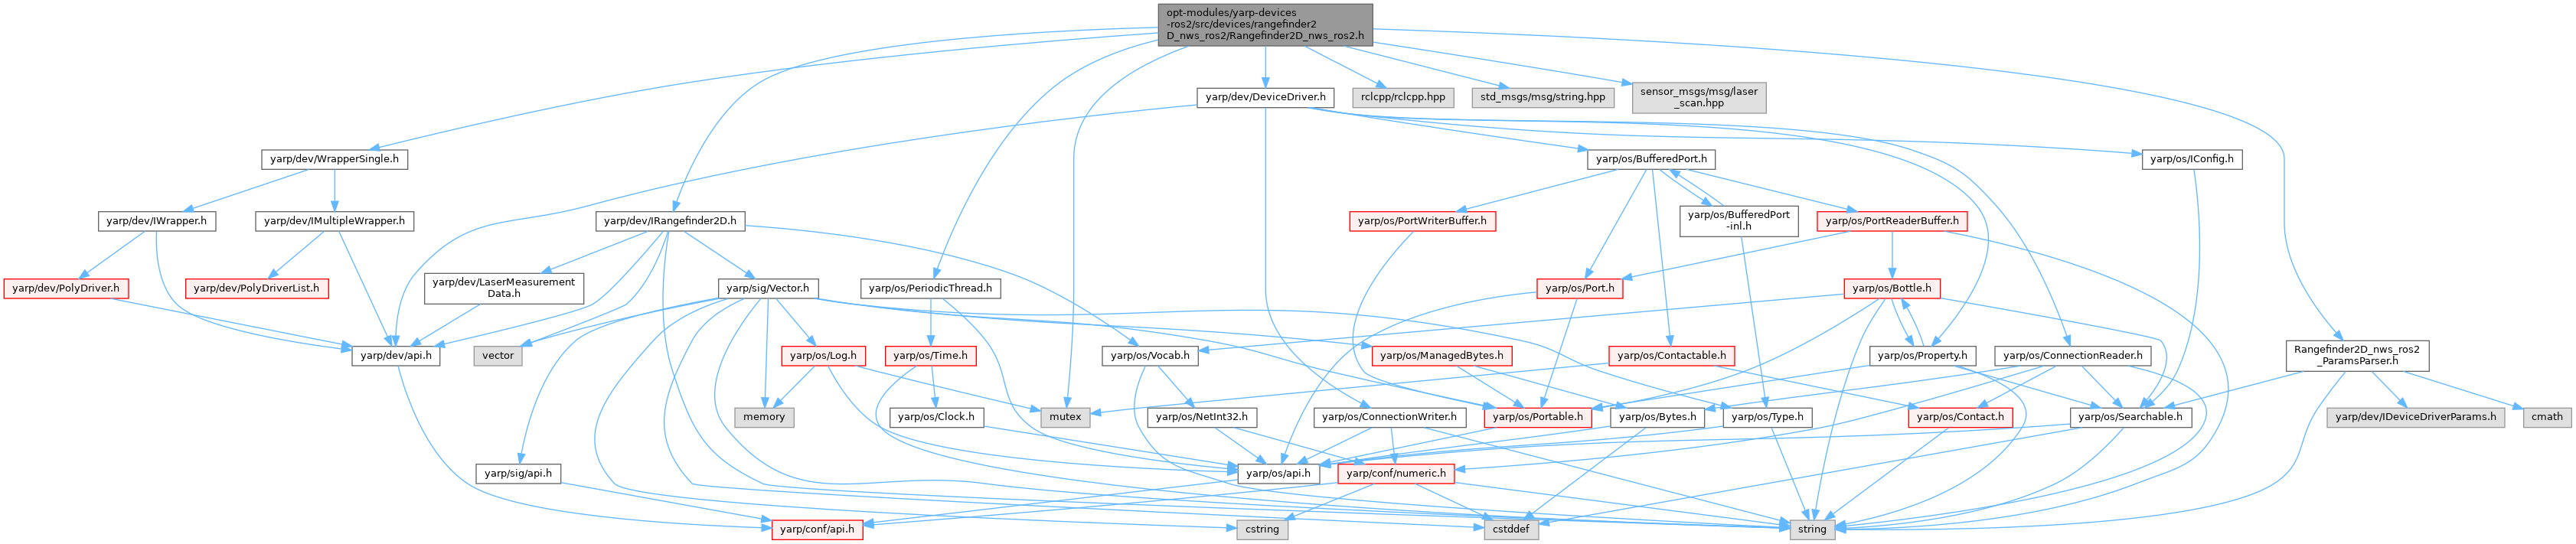 opt-modules/yarp-devices
-ros2/src/devices/rangefinder2
D_nws_ros2/Rangefinder2D_nws_ros2.h
yarp/dev/DeviceDriver.h
rclcpp/rclcpp.hpp
std_msgs/msg/string.hpp
sensor_msgs/msg/laser
_scan.hpp
yarp/dev/WrapperSingle.h
yarp/os/BufferedPort.h
yarp/os/IConfig.h
yarp/dev/IWrapper.h
yarp/dev/IMultipleWrapper.h
yarp/dev/IRangefinder2D.h
yarp/os/PortWriterBuffer.h
yarp/os/BufferedPort
-inl.h
yarp/os/PortReaderBuffer.h
yarp/dev/PolyDriver.h
yarp/dev/PolyDriverList.h
yarp/dev/LaserMeasurement
Data.h
yarp/sig/Vector.h
yarp/os/PeriodicThread.h
yarp/os/Port.h
yarp/os/Bottle.h
yarp/dev/api.h
vector
yarp/os/Log.h
yarp/os/Time.h
yarp/os/Vocab.h
yarp/os/ManagedBytes.h
yarp/os/Contactable.h
yarp/os/Property.h
yarp/os/ConnectionReader.h
Rangefinder2D_nws_ros2
_ParamsParser.h
memory
yarp/os/Clock.h
mutex
yarp/os/NetInt32.h
yarp/os/ConnectionWriter.h
yarp/os/Portable.h
yarp/os/Bytes.h
yarp/os/Type.h
yarp/os/Contact.h
yarp/os/Searchable.h
yarp/dev/IDeviceDriverParams.h
cmath
yarp/sig/api.h
yarp/os/api.h
yarp/conf/numeric.h
yarp/conf/api.h
cstring
cstddef
string